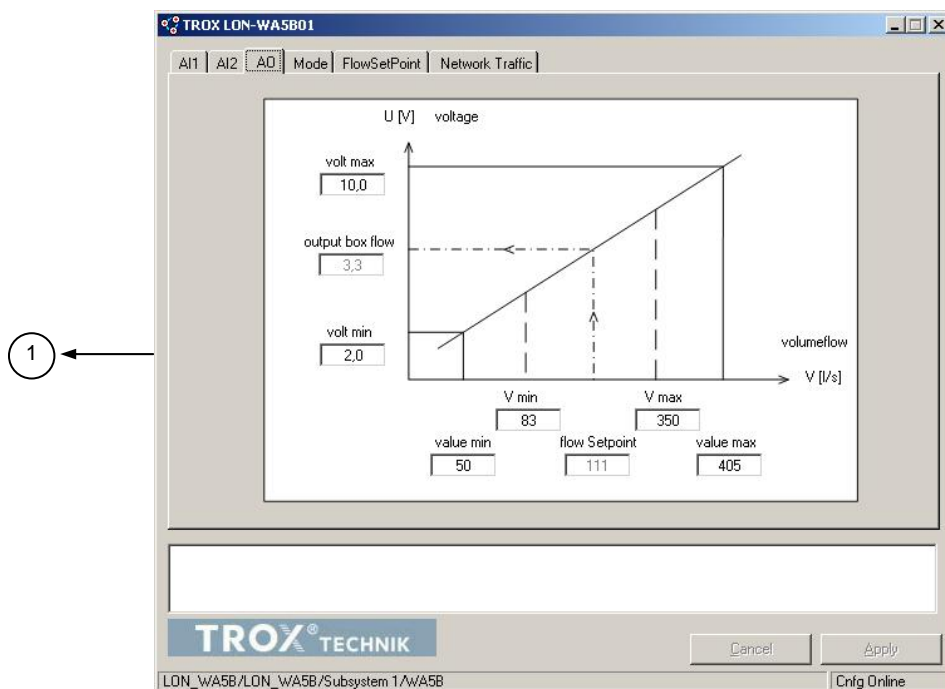 TROX LON-WA5B01
AI1 AI2 AO Mode FlowSetPoint Network Traffic
U [V] voltage
volt max
10,0
output box flow
3,3
volt min
2,0
1
volumeflow
V [l/s]
V min V max
83 350
value min flow Setpoint value max
50 111 405
TROX® TECHNIK
Cancel Apply
LON_WA5B/LON_WA5B/Subsystem 1/WA5B Cnfg Online